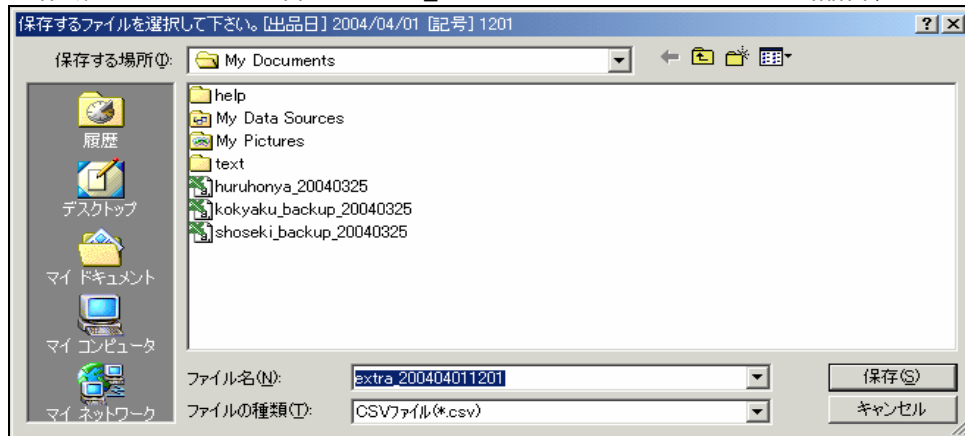 保存するファイルを選択して下さい。[出品日] 2004/04/01 [記号] 1201
保存する場所(I):
My Documents
履歴
デスクトップ
マイ ドキュメント
マイ コンピュータ
マイ ネットワーク
help
My Data Sources
My Pictures
text
huruhonya_20040325
kokyaku_backup_20040325
shoseki_backup_20040325
ファイル名(N):
extra_200404011201
保存(S)
ファイルの種類(T):
CSVファイル(*.csv)
キャンセル